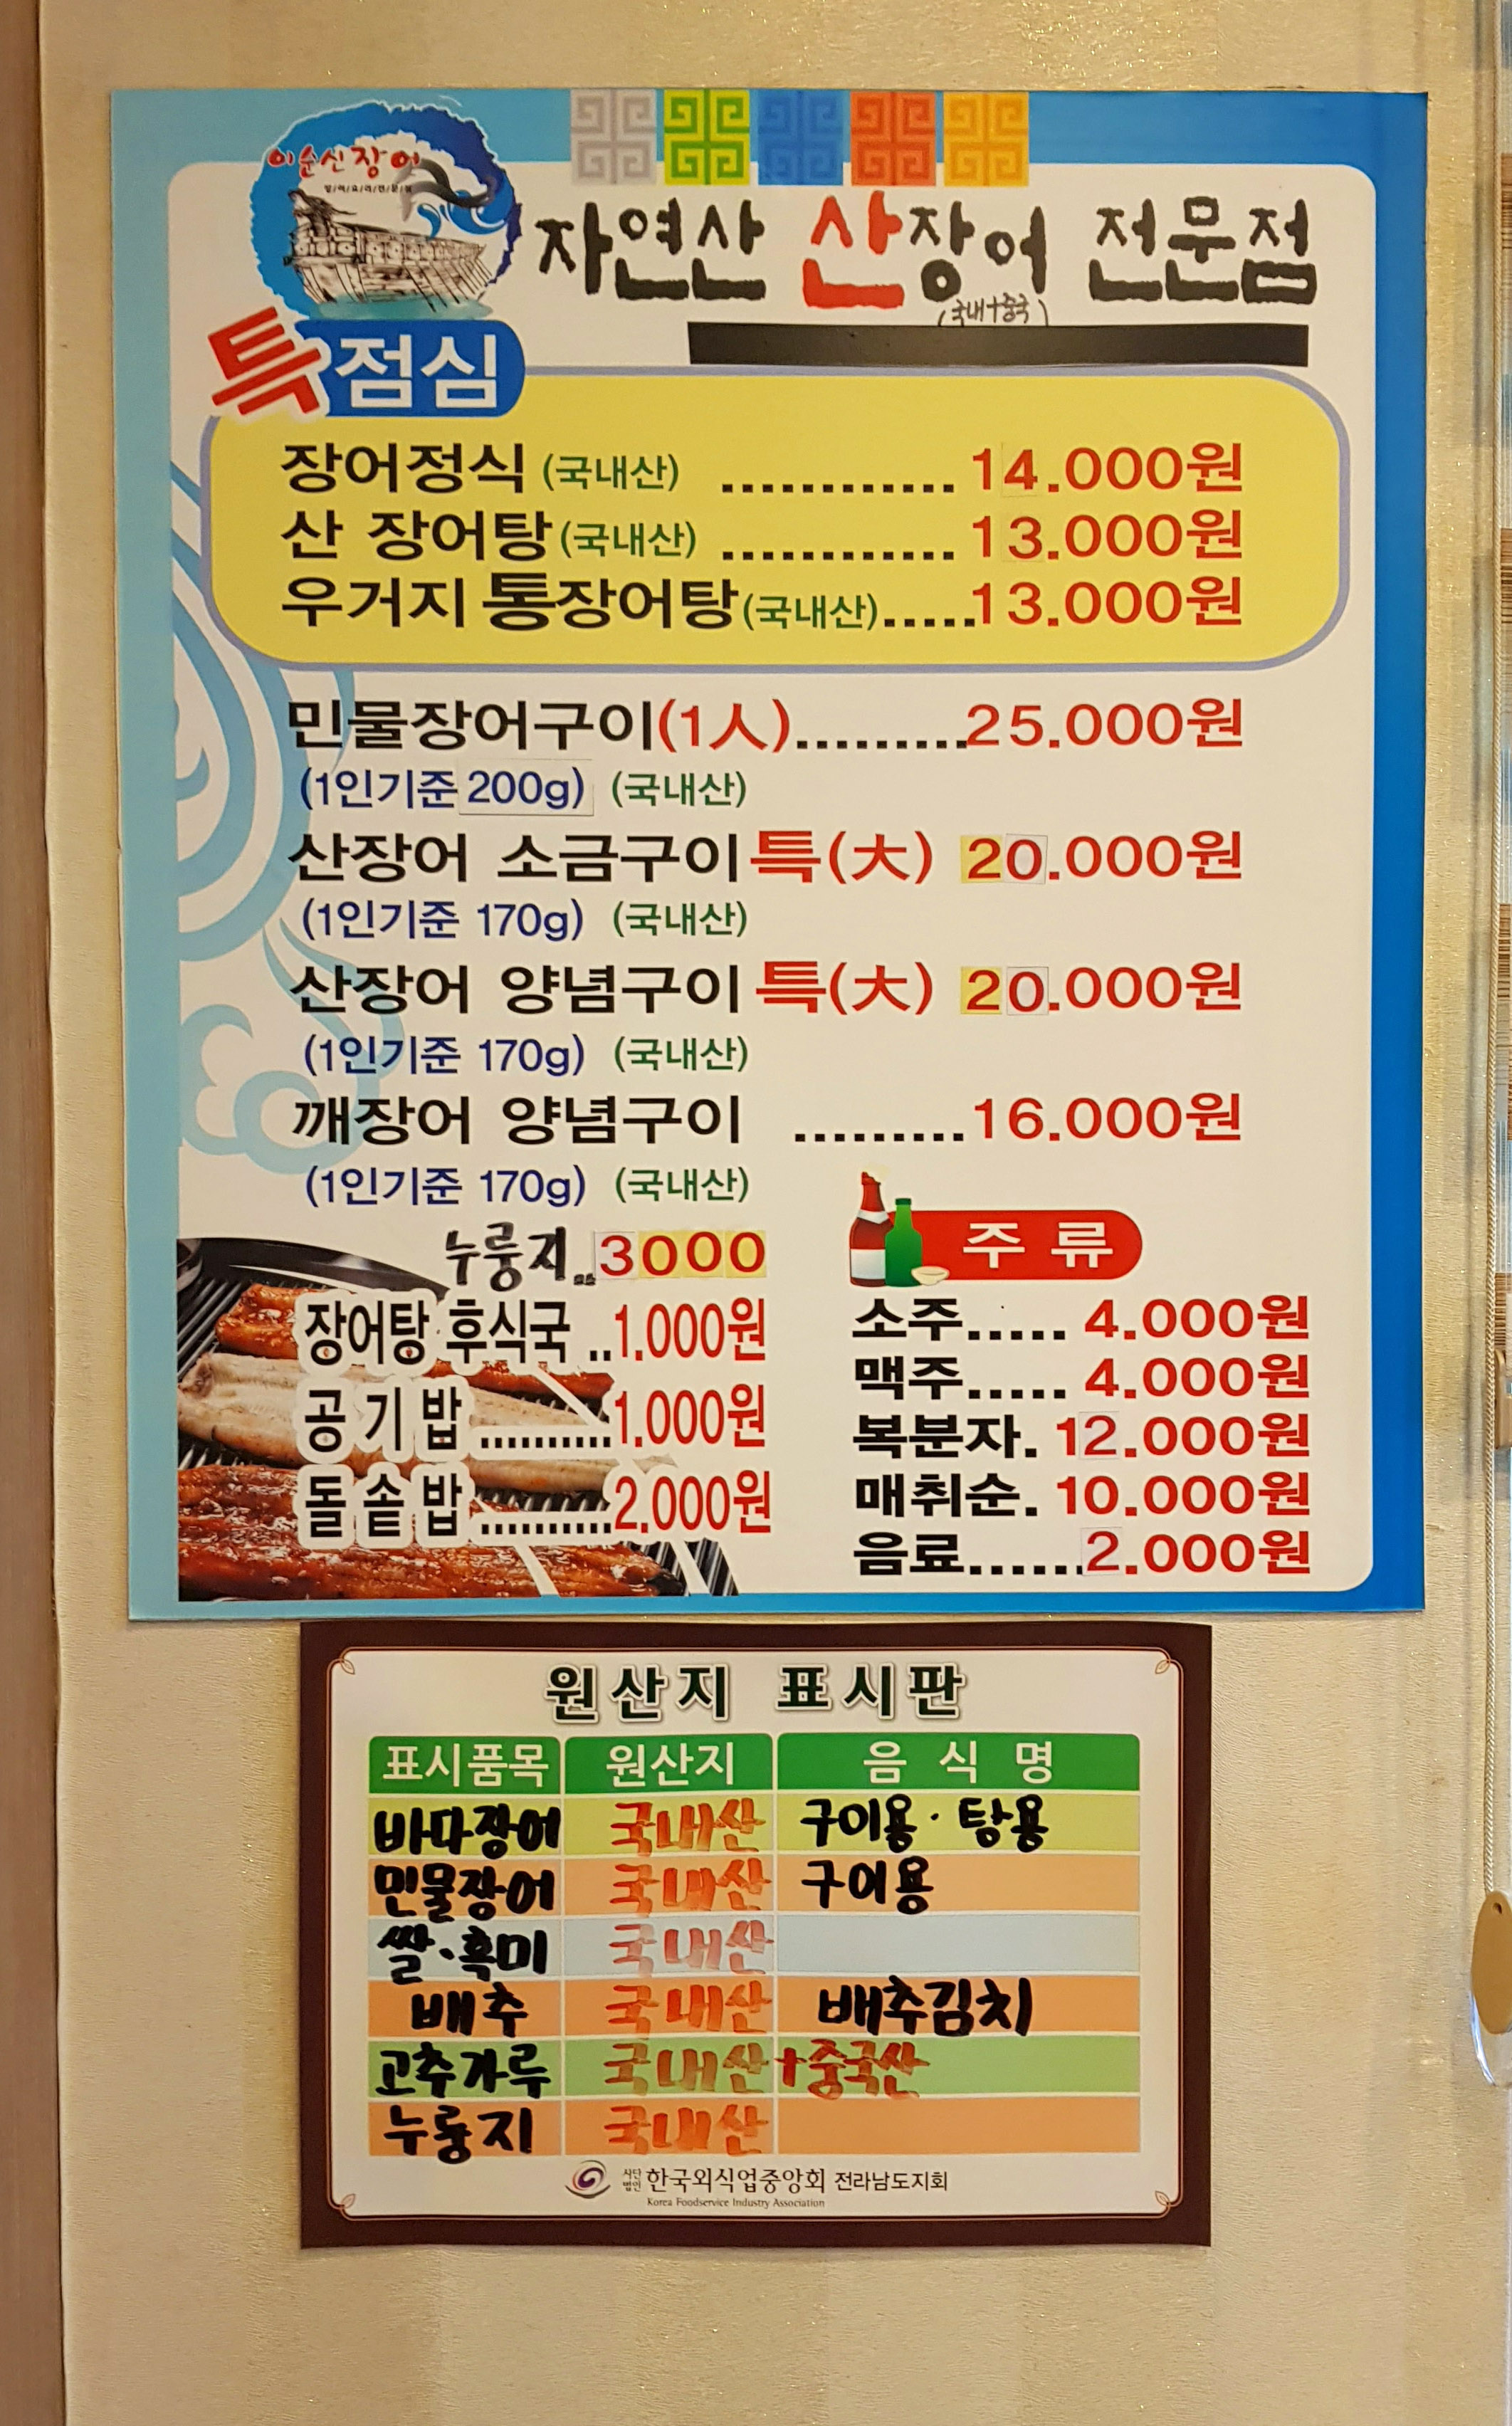 이순신장어
장/어/요/리/전/문/점
자연산 산장어 전문점
(국내+중국)
특점심
장어정식(국내산) ............ 14.000원
산 장어탕(국내산) ............ 13.000원
우거지 통장어탕(국내산).....13.000원
민물장어구이(1人).........25.000원
(1인기준 200g) (국내산)
산장어 소금구이 특(大) 20.000원
(1인기준 170g) (국내산)
산장어 양념구이 특(大) 20.000원
(1인기준 170g) (국내산)
깨장어 양념구이 .........16.000원
(1인기준 170g) (국내산)
누룽지..3000
장어탕 후식국 ..1.000원
공기밥..........1.000원
돌솥밥..........2.000원
주류
소주..... 4.000원
맥주..... 4.000원
복분자. 12.000원
매취순. 10.000원
음료......2.000원
원산지 표시판
표시품목 원산지 음식명
바다장어 국내산 구이용·탕용
민물장어 국내산 구이용
쌀·흑미 국내산
배추 국내산 배추김치
고추가루 국내산+중국산
누룽지 국내산
사단법인 한국외식업중앙회 전라남도지회
Korea Foodservice Industry Association